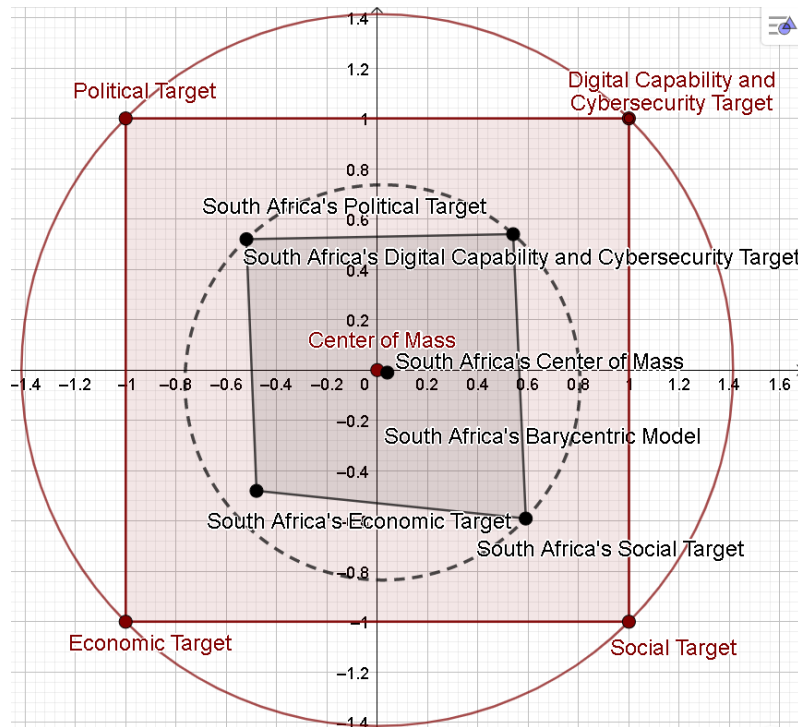 1.4
1.2
Political Target
Digital Capability and
Cybersecurity Target
1
0.8
South Africa's Political Target
0.6
South Africa's Digital Capability and Cybersecurity Target
0.4
0.2
Center of Mass
South Africa's Center of Mass
−1.4 −1.2 −1 −0.8 −0.6 −0.4 −0.2 0 0.2 0.4 0.6 0.8 1 1.2 1.4 1.6
−0.2
South Africa's Barycentric Model
−0.4
South Africa's Economic Target
South Africa's Social Target
−0.8
−1
Economic Target
Social Target
−1.2
−1.4